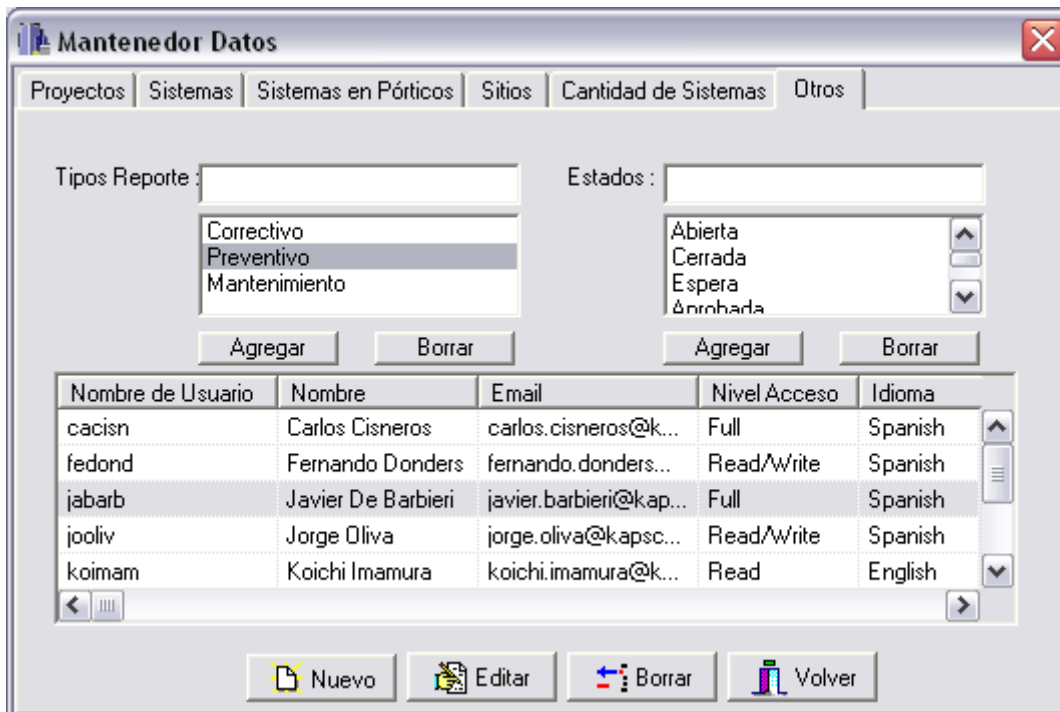 Mantenedor Datos
Proyectos Sistemas Sistemas en Pórticos Sitios Cantidad de Sistemas Otros
Tipos Reporte : Estados :
Correctivo
Preventivo
Mantenimiento
Abierta
Cerrada
Espera
Aprobada
Agregar Borrar Agregar Borrar
Nombre de Usuario Nombre Email Nivel Acceso Idioma
cacisn Carlos Cisneros carlos.cisneros@k... Full Spanish
fedond Fernando Donders fernando.donders... Read/Write Spanish
jabarb Javier De Barbieri javier.barbieri@kap... Full Spanish
jooliv Jorge Oliva jorge.oliva@kapsc... Read/Write Spanish
koimam Koichi Imamura koichi.imamura@k... Read English
Nuevo Editar Borrar Volver